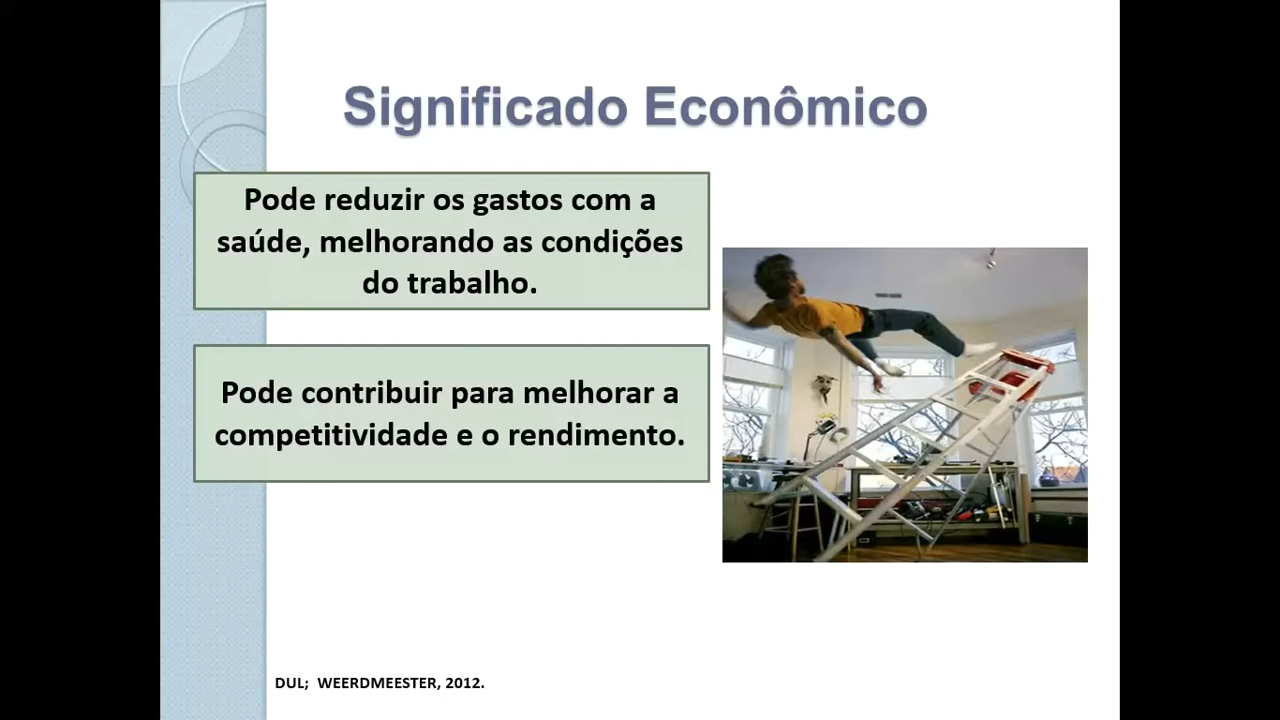 Significado Econômico
Pode reduzir os gastos com a
saúde, melhorando as condições
do trabalho.
Pode contribuir para melhorar a
competitividade e o rendimento.
DUL;  WEERDMEESTER, 2012.